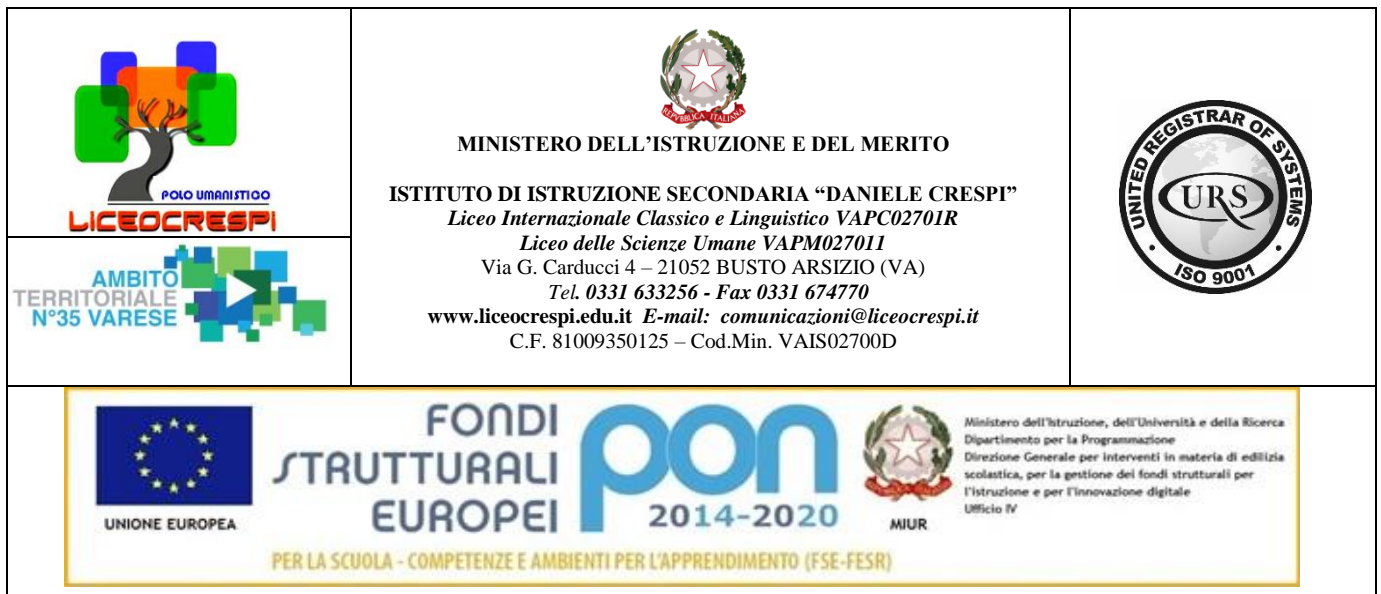 POLO UMANISTICO
LICEOCRESPI
AMBITO
TERRITORIALE
N°35 VARESE
REPVBBLICA ITALIANA
MINISTERO DELL’ISTRUZIONE E DEL MERITO
ISTITUTO DI ISTRUZIONE SECONDARIA “DANIELE CRESPI”
Liceo Internazionale Classico e Linguistico VAPC02701R
Liceo delle Scienze Umane VAPM027011
Via G. Carducci 4 – 21052 BUSTO ARSIZIO (VA)
Tel. 0331 633256 - Fax 0331 674770
www.liceocrespi.edu.it E-mail: comunicazioni@liceocrespi.it
C.F. 81009350125 – Cod.Min. VAIS02700D
UNITED REGISTRAR OF SYSTEMS
URS
ISO 9001
UNIONE EUROPEA
FONDI
STRUTTURALI
EUROPEI
pon
2014-2020
MIUR
Ministero dell'Istruzione, dell'Università e della Ricerca
Dipartimento per la Programmazione
Direzione Generale per interventi in materia di edilizia
scolastica, per la gestione dei fondi strutturali per
l'istruzione e per l'innovazione digitale
Ufficio IV
PER LA SCUOLA - COMPETENZE E AMBIENTI PER L'APPRENDIMENTO (FSE-FESR)